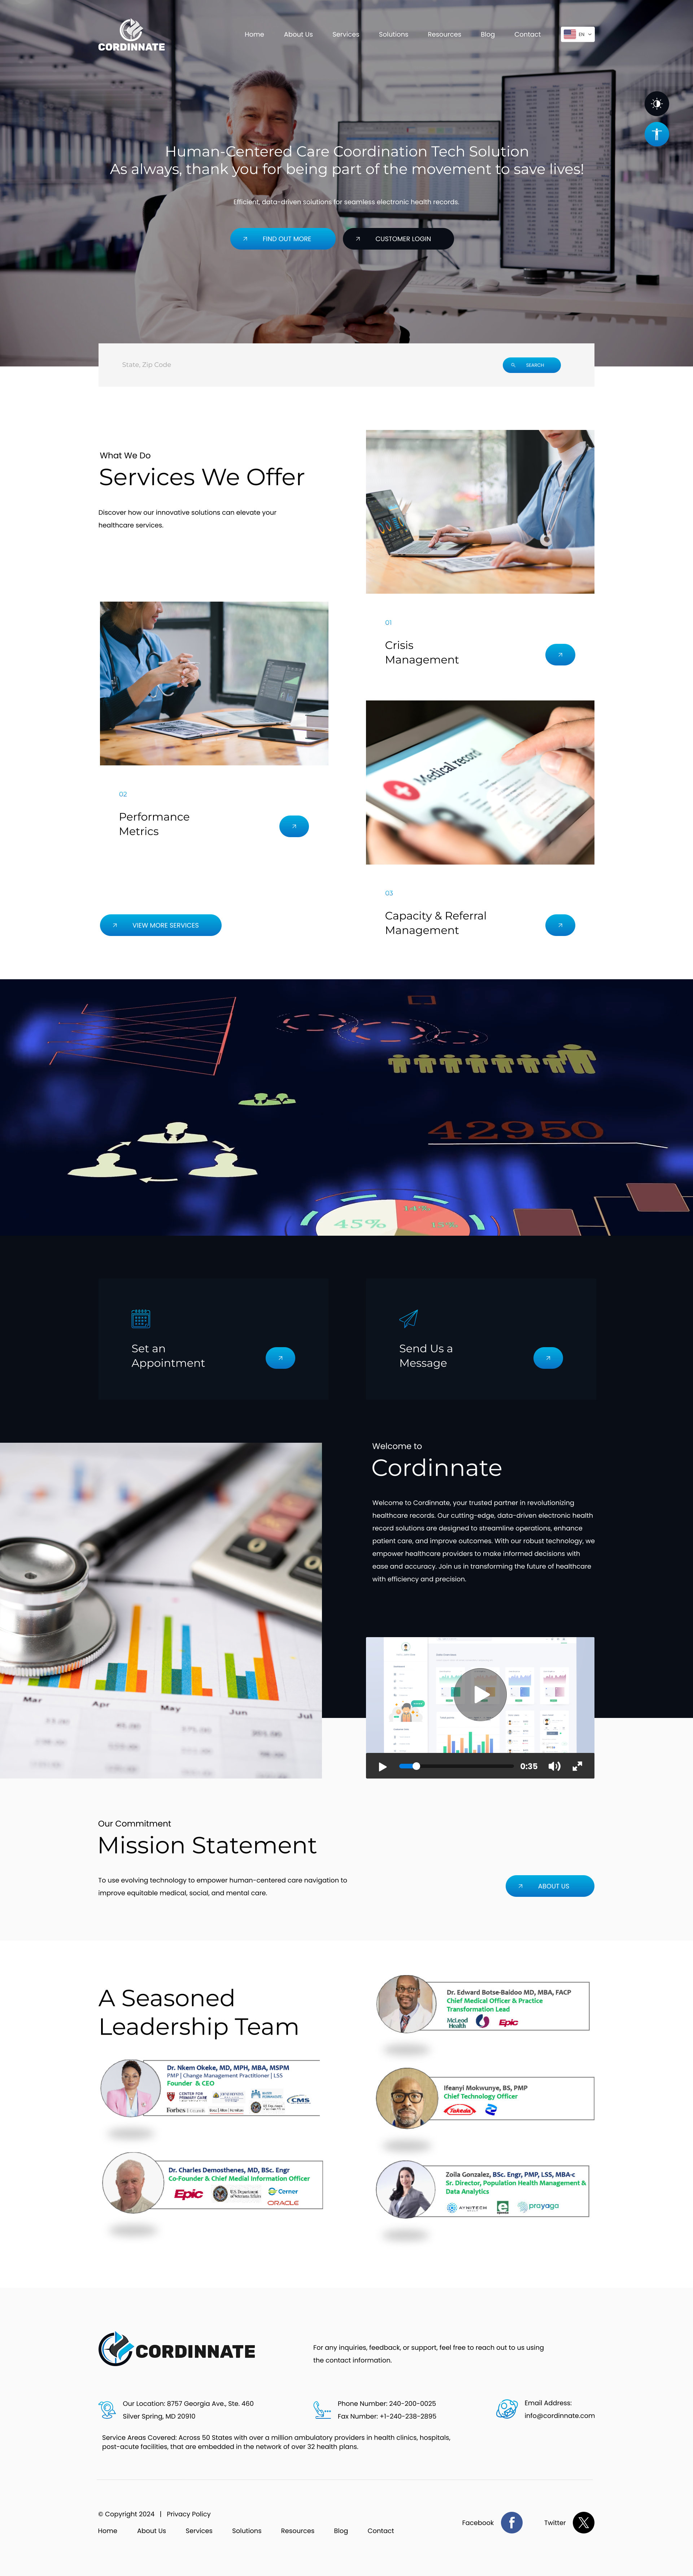 CORDINNATE
Home About Us Services Solutions Resources Blog Contact EN
Human-Centered Care Coordination Tech Solution
As always, thank you for being part of the movement to save lives!
Efficient, data-driven solutions for seamless electronic health records.
FIND OUT MORE CUSTOMER LOGIN
State, Zip Code SEARCH
What We Do
Services We Offer
Discover how our innovative solutions can elevate your
healthcare services.
01
Crisis
Management
02
Performance
Metrics
Medical record
03
Capacity & Referral
Management
VIEW MORE SERVICES
42950
45% 14%
Set an
Appointment
Send Us a
Message
Welcome to
Cordinnate
Welcome to Cordinnate, your trusted partner in revolutionizing
healthcare records. Our cutting-edge, data-driven electronic health
record solutions are designed to streamline operations, enhance
patient care, and improve outcomes. With our robust technology, we
empower healthcare providers to make informed decisions with
ease and accuracy. Join us in transforming the future of healthcare
with efficiency and precision.
Mar Apr May Jun Jul
0:35
Our Commitment
Mission Statement
To use evolving technology to empower human-centered care navigation to
improve equitable medical, social, and mental care.
ABOUT US
A Seasoned
Leadership Team
Dr. Nkem Okeke, MD, MPH, MBA, MSPM
PMP | Change Management Practitioner | LSS
Founder & CEO
CENTER FOR PRIMARY CARE
Forbes
CMS
Dr. Charles Demosthenes, MD, BSc. Engr
Co-Founder & Chief Medial Information Officer
Epic Cerner
ORACLE
Dr. Edward Botse-Baidoo MD, MBA, FACP
Chief Medical Officer & Practice
Transformation Lead
McLeod Health Epic
Ifeanyi Mokwunye, BS, PMP
Chief Technology Officer
Takeda
Zoila Gonzalez, BSc. Engr, PMP, LSS, MBA-c
Sr. Director, Population Health Management &
Data Analytics
AYNITECH prayaga
CORDINNATE
For any inquiries, feedback, or support, feel free to reach out to us using
the contact information.
Our Location: 8757 Georgia Ave., Ste. 460
Silver Spring, MD 20910
Phone Number: 240-200-0025
Fax Number: +1-240-238-2895
Email Address:
info@cordinnate.com
Service Areas Covered: Across 50 States with over a million ambulatory providers in health clinics, hospitals,
post-acute facilities, that are embedded in the network of over 32 health plans.
© Copyright 2024 | Privacy Policy
Home About Us Services Solutions Resources Blog Contact
Facebook Twitter